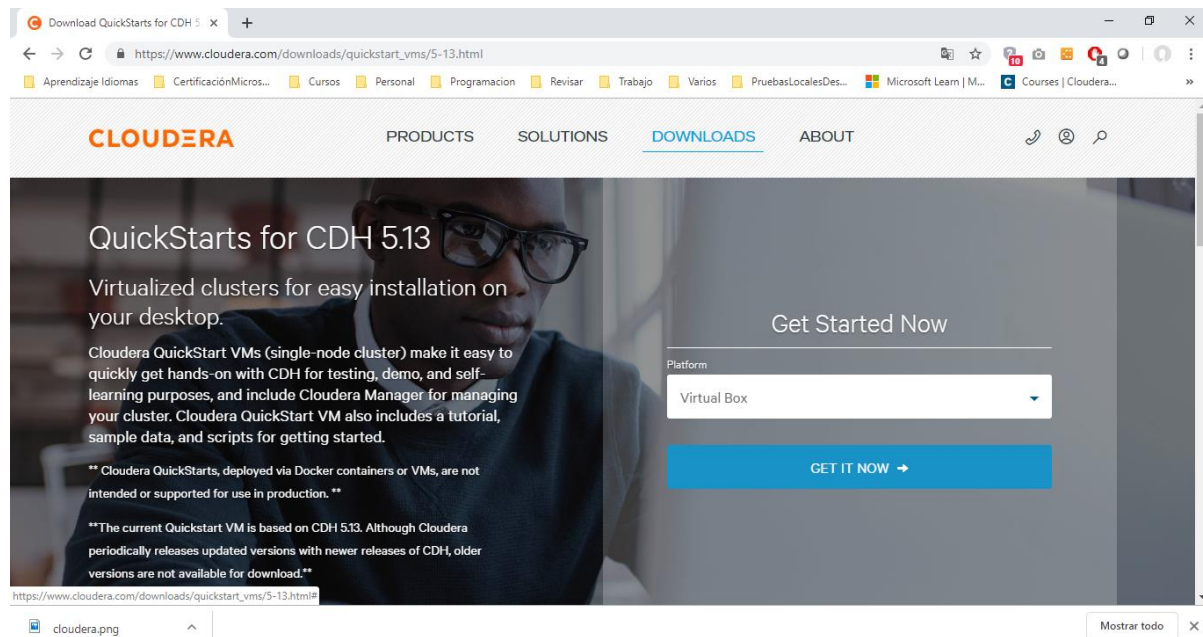 Download QuickStarts for CDH 5
https://www.cloudera.com/downloads/quickstart_vms/5-13.html
10
4
Aprendizaje Idiomas CertificaciónMicros... Cursos Personal Programacion Revisar Trabajo Varios PruebasLocalesDes... Microsoft Learn | M... C Courses | Cloudera... »
CLOUDERA PRODUCTS SOLUTIONS DOWNLOADS ABOUT
QuickStarts for CDH 5.13
Virtualized clusters for easy installation on
your desktop.
Cloudera QuickStart VMs (single-node cluster) make it easy to
quickly get hands-on with CDH for testing, demo, and self-
learning purposes, and include Cloudera Manager for managing
your cluster. Cloudera QuickStart VM also includes a tutorial,
sample data, and scripts for getting started.
** Cloudera QuickStarts, deployed via Docker containers or VMs, are not
intended or supported for use in production. **
**The current Quickstart VM is based on CDH 5.13. Although Cloudera
periodically releases updated versions with newer releases of CDH, older
versions are not available for download.**
Get Started Now
Platform
Virtual Box
GET IT NOW →
https://www.cloudera.com/downloads/quickstart_vms/5-13.html#
cloudera.png
Mostrar todo